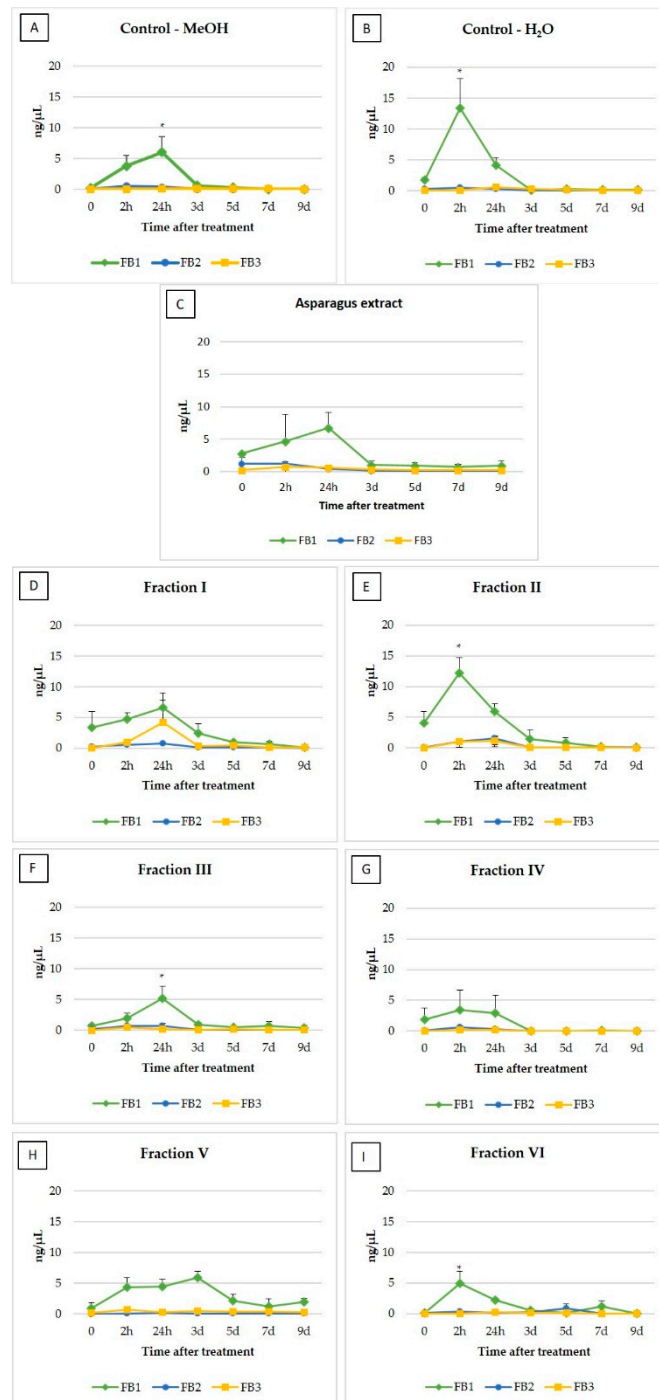 A
Control - MeOH
20
15
10
5
0
ng/µL
*
0 2h 24h 3d 5d 7d 9d
Time after treatment
FB1 FB2 FB3
B
Control - H₂O
20
15
10
5
0
ng/µL
*
0 2h 24h 3d 5d 7d 9d
Time after treatment
FB1 FB2 FB3
C
Asparagus extract
20
15
10
5
0
ng/µL
0 2h 24h 3d 5d 7d 9d
Time after treatment
FB1 FB2 FB3
D
Fraction I
20
15
10
5
0
ng/µL
0 2h 24h 3d 5d 7d 9d
Time after treatment
FB1 FB2 FB3
E
Fraction II
20
15
10
5
0
ng/µL
*
0 2h 24h 3d 5d 7d 9d
Time after treatment
FB1 FB2 FB3
F
Fraction III
20
15
10
5
0
ng/µL
*
0 2h 24h 3d 5d 7d 9d
Time after treatment
FB1 FB2 FB3
G
Fraction IV
20
15
10
5
0
ng/µL
0 2h 24h 3d 5d 7d 9d
Time after treatment
FB1 FB2 FB3
H
Fraction V
20
15
10
5
0
ng/µL
0 2h 24h 3d 5d 7d 9d
Time after treatment
FB1 FB2 FB3
I
Fraction VI
20
15
10
5
0
ng/µL
*
0 2h 24h 3d 5d 7d 9d
Time after treatment
FB1 FB2 FB3